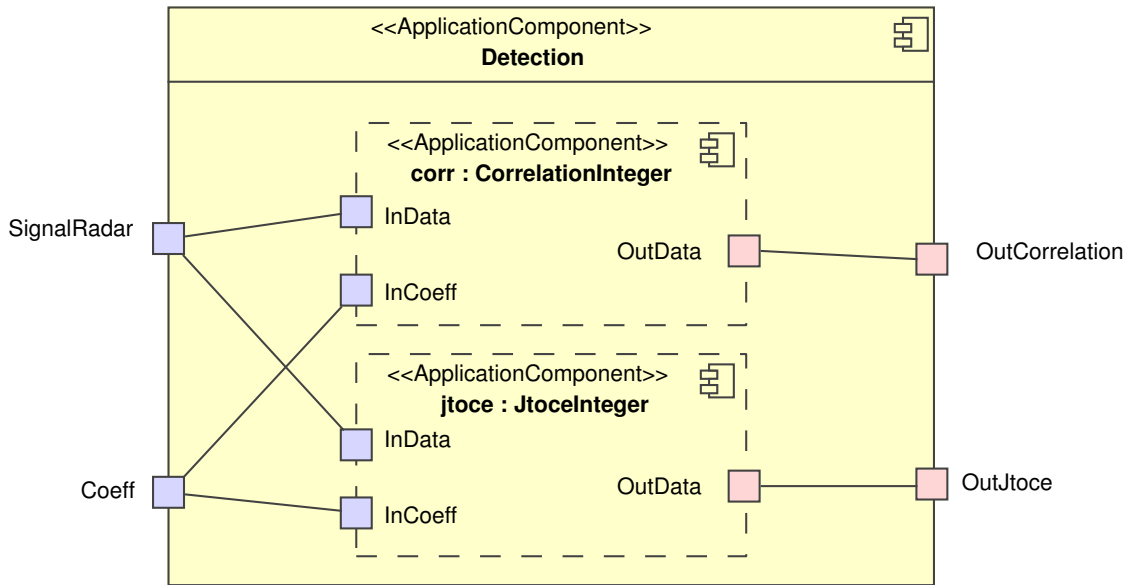 <<ApplicationComponent>>
Detection
<<ApplicationComponent>>
corr : CorrelationInteger
InData
SignalRadar
OutData
OutCorrelation
InCoeff
<<ApplicationComponent>>
jtoce : JtoceInteger
InData
OutData
OutJtoce
Coeff
InCoeff